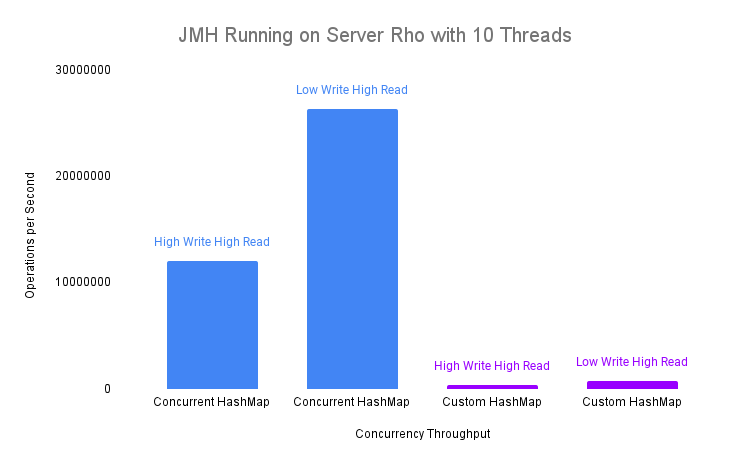 JMH Running on Server Rho with 10 Threads
Operations per Second
30000000
20000000
10000000
0
Low Write High Read
High Write High Read
High Write High Read
Low Write High Read
Concurrent HashMap
Concurrent HashMap
Custom HashMap
Custom HashMap
Concurrency Throughput